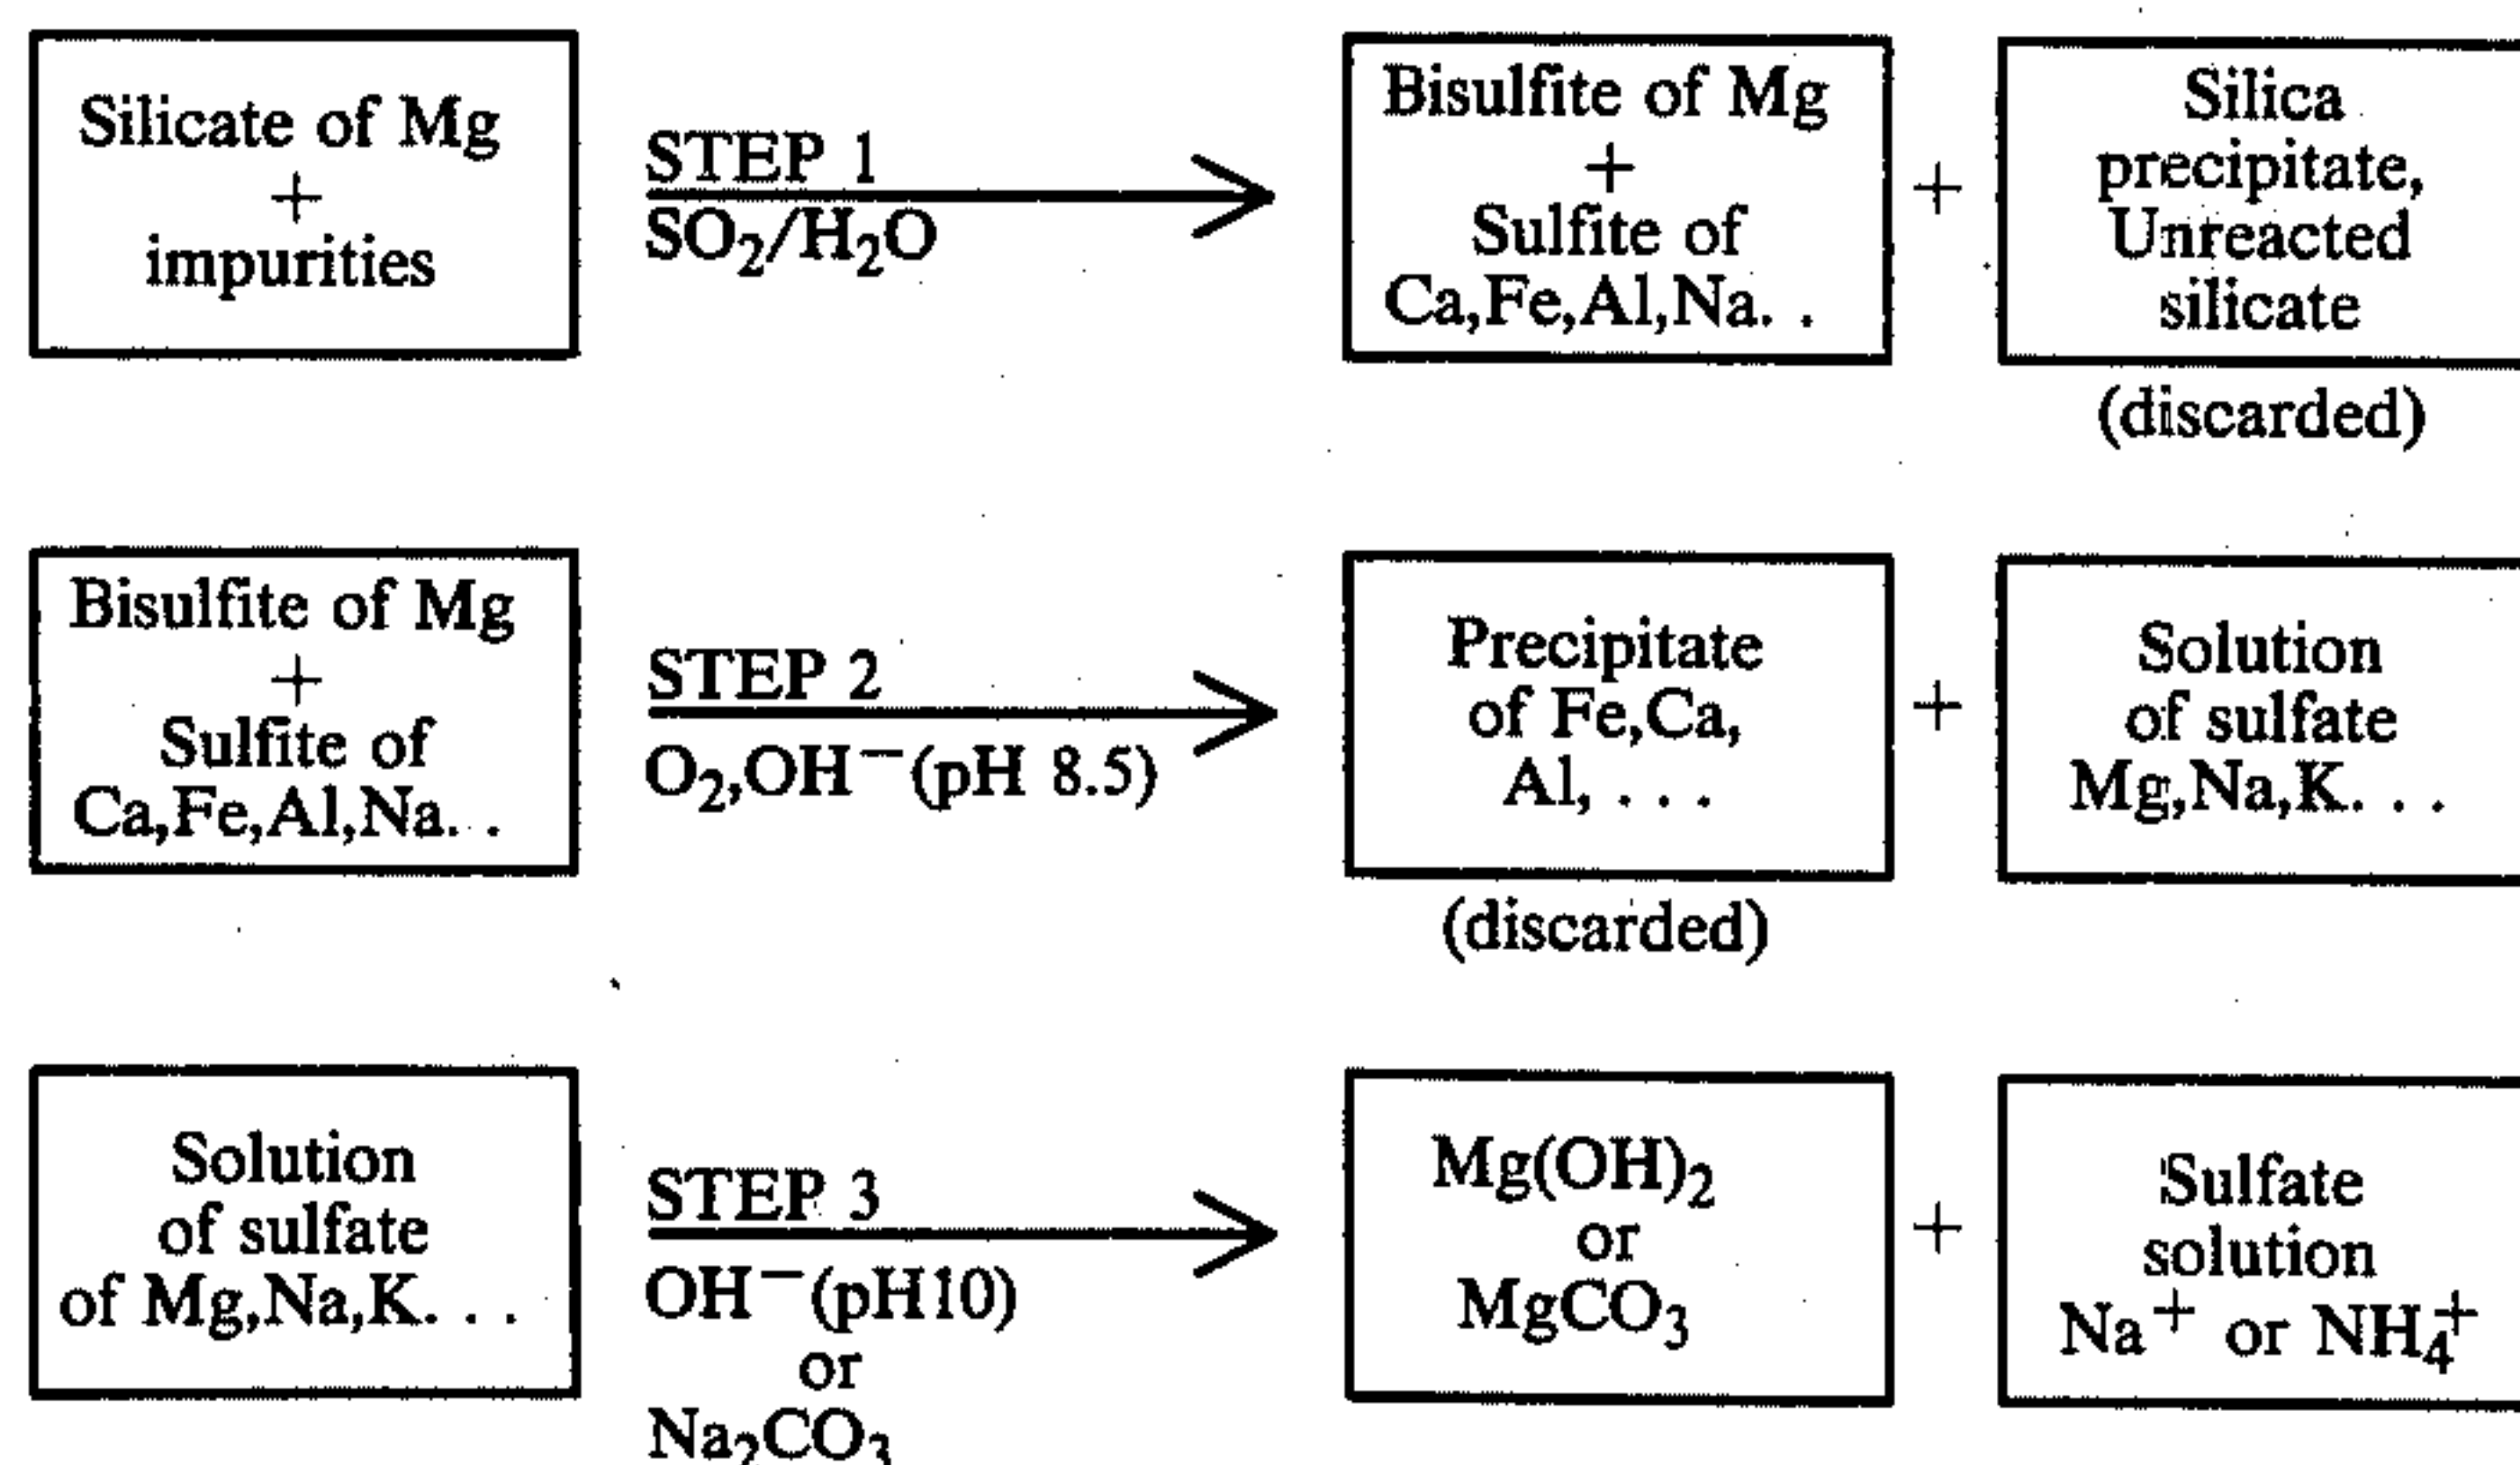 Silicate of Mg
+
impurities
STEP 1
SO₂/H₂O
Bisulfite of Mg
+
Sulfite of
Ca,Fe,Al,Na. .
+
Silica
precipitate,
Unreacted
silicate
(discarded)
Bisulfite of Mg
+
Sulfite of
Ca,Fe,Al,Na. .
STEP 2
O₂,OH⁻(pH 8.5)
Precipitate
of Fe,Ca,
Al, . . .
(discarded)
+
Solution
of sulfate
Mg,Na,K. . .
Solution
of sulfate
of Mg,Na,K. . .
STEP 3
OH⁻(pH10)
or
Na₂CO₃
Mg(OH)₂
or
MgCO₃
+
Sulfate
solution
Na⁺ or NH₄⁺